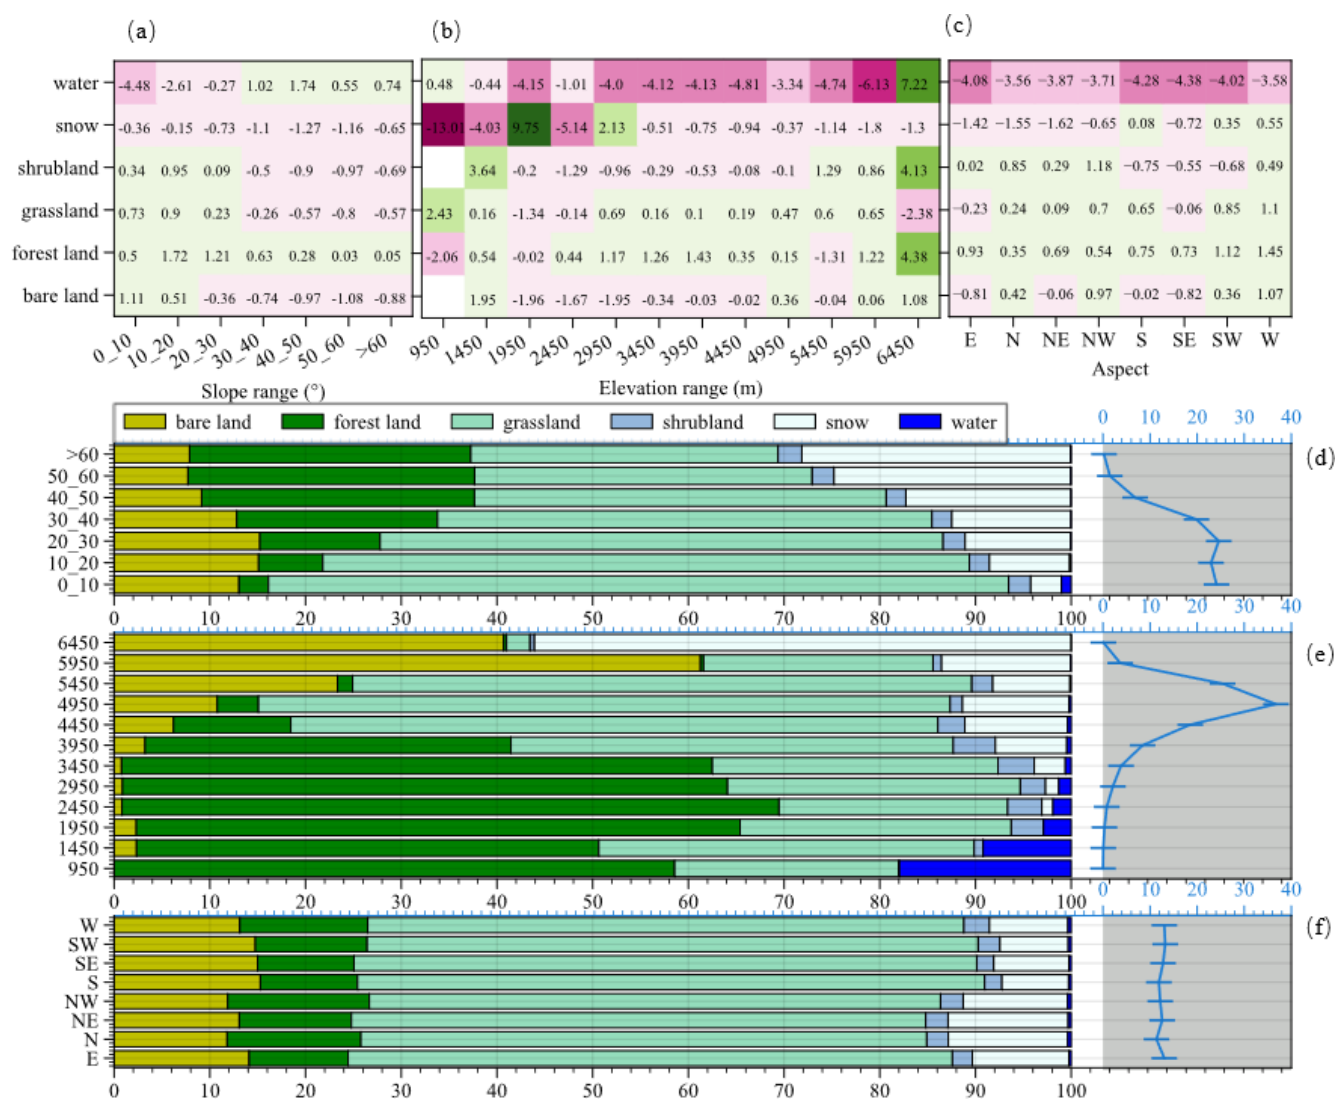 (a) (b) (c)
water -4.48 -2.61 -0.27 1.02 1.74 0.55 0.74 0.48 -0.44 -4.15 -1.01 -4.0 -4.12 -4.13 -4.81 -3.34 -4.74 -6.13 7.22 -4.08 -3.56 -3.87 -3.71 -4.28 -4.38 -4.02 -3.58
snow -0.36 -0.15 -0.73 -1.1 -1.27 -1.16 -0.65 -13.01 -4.03 9.75 -5.14 2.13 -0.51 -0.75 -0.94 -0.37 -1.14 -1.8 -1.3 -1.42 -1.55 -1.62 -0.65 0.08 -0.72 0.35 0.55
shrubland 0.34 0.95 0.09 -0.5 -0.9 -0.97 -0.69 3.64 -0.2 -1.29 -0.96 -0.29 -0.53 -0.08 -0.1 1.29 0.86 4.13 0.02 0.85 0.29 1.18 -0.75 -0.55 -0.68 0.49
grassland 0.73 0.9 0.23 -0.26 -0.57 -0.8 -0.57 2.43 0.16 -1.34 -0.14 0.69 0.16 0.1 0.19 0.47 0.6 0.65 -2.38 -0.23 0.24 0.09 0.7 0.65 -0.06 0.85 1.1
forest land 0.5 1.72 1.21 0.63 0.28 0.03 0.05 -2.06 0.54 -0.02 0.44 1.17 1.26 1.43 0.35 0.15 -1.31 1.22 4.38 0.93 0.35 0.69 0.54 0.75 0.73 1.12 1.45
bare land 1.11 0.51 -0.36 -0.74 -0.97 -1.08 -0.88 1.95 -1.96 -1.67 -1.95 -0.34 -0.03 -0.02 0.36 -0.04 0.06 1.08 -0.81 0.42 -0.06 0.97 -0.02 -0.82 0.36 1.07
0_10 10_20 20_30 30_40 40_50 50_60 >60 950 1450 1950 2450 2950 3450 3950 4450 4950 5450 5950 6450 E N NE NW S SE SW W
Slope range (°) Elevation range (m) Aspect
bare land forest land grassland shrubland snow water
0 10 20 30 40
>60 (d)
50_60
40_50
30_40
20_30
10_20
0_10
0 10 20 30 40 50 60 70 80 90 100 0 10 20 30 40
6450 (e)
5950
5450
4950
4450
3950
3450
2950
2450
1950
1450
950
0 10 20 30 40 50 60 70 80 90 100 0 10 20 30 40
W (f)
SW
SE
S
NW
NE
N
E
0 10 20 30 40 50 60 70 80 90 100